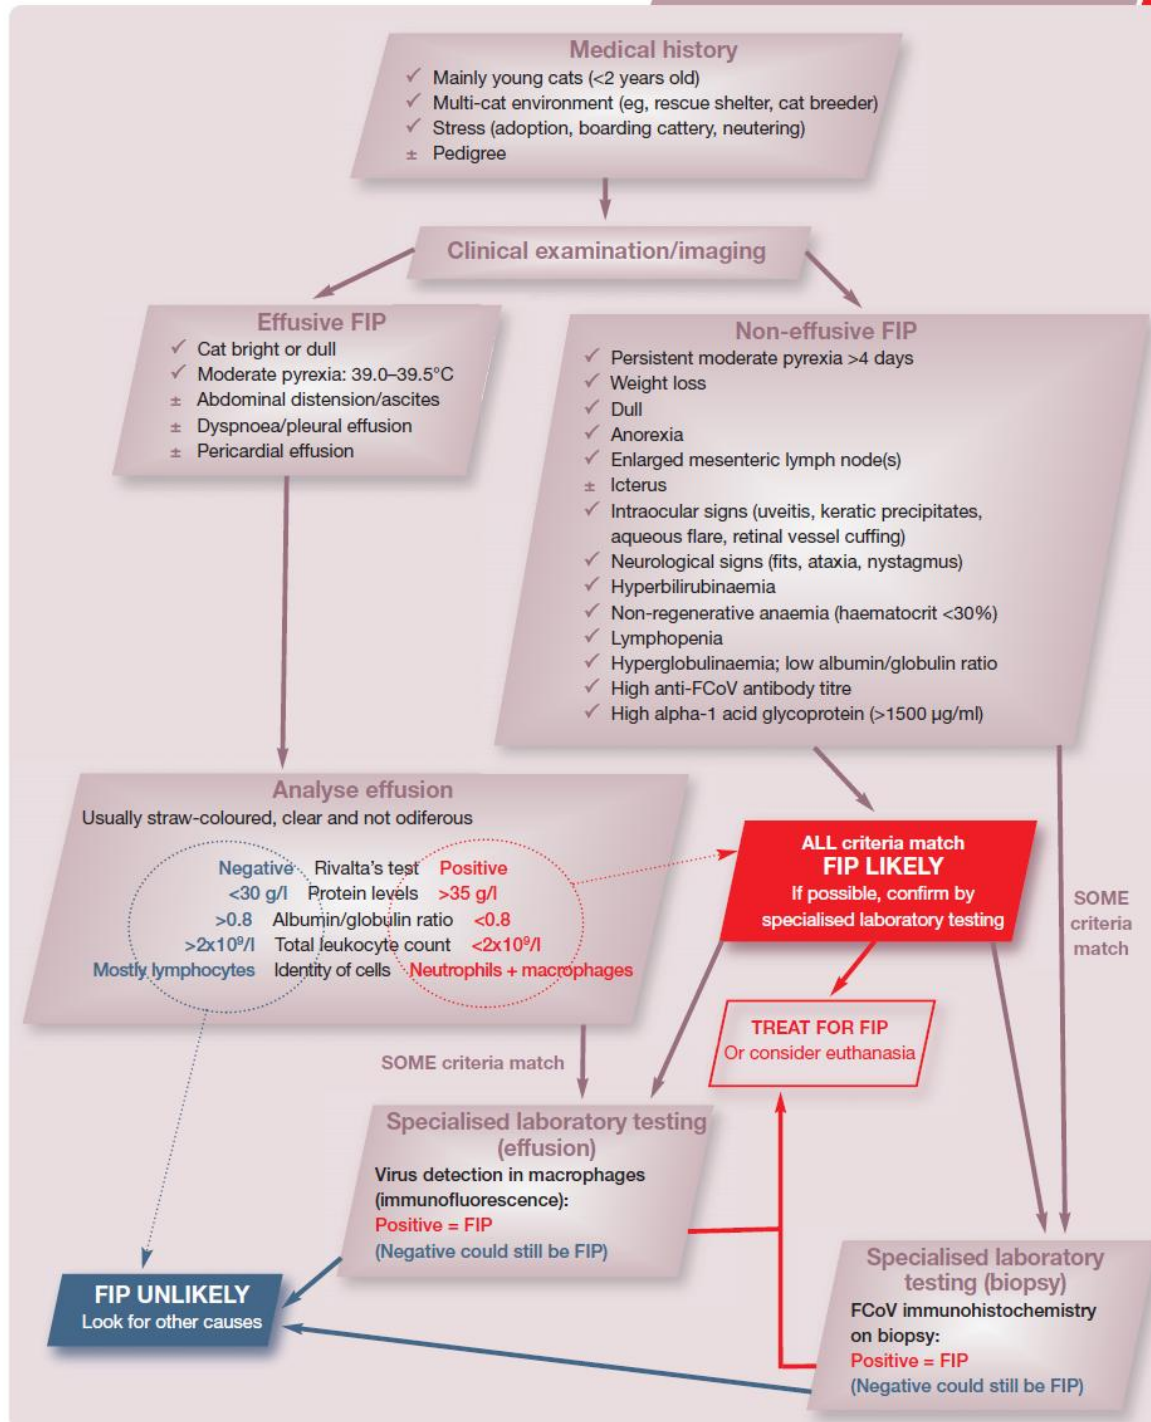 Medical history
✓ Mainly young cats (<2 years old)
✓ Multi-cat environment (eg, rescue shelter, cat breeder)
✓ Stress (adoption, boarding cattery, neutering)
± Pedigree
Clinical examination/imaging
Effusive FIP
✓ Cat bright or dull
✓ Moderate pyrexia: 39.0–39.5°C
± Abdominal distension/ascites
± Dyspnoea/pleural effusion
± Pericardial effusion
Non-effusive FIP
✓ Persistent moderate pyrexia >4 days
✓ Weight loss
✓ Dull
✓ Anorexia
✓ Enlarged mesenteric lymph node(s)
± Icterus
✓ Intraocular signs (uveitis, keratic precipitates,
aqueous flare, retinal vessel cuffing)
✓ Neurological signs (fits, ataxia, nystagmus)
✓ Hyperbilirubinaemia
✓ Non-regenerative anaemia (haematocrit <30%)
✓ Lymphopenia
✓ Hyperglobulinaemia; low albumin/globulin ratio
✓ High anti-FCoV antibody titre
✓ High alpha-1 acid glycoprotein (>1500 µg/ml)
Analyse effusion
Usually straw-coloured, clear and not odiferous
Negative Rivalta's test Positive
<30 g/l Protein levels >35 g/l
>0.8 Albumin/globulin ratio <0.8
>2x10⁹/l Total leukocyte count <2x10⁹/l
Mostly lymphocytes Identity of cells Neutrophils + macrophages
ALL criteria match
FIP LIKELY
If possible, confirm by
specialised laboratory testing
SOME
criteria
match
TREAT FOR FIP
Or consider euthanasia
SOME criteria match
Specialised laboratory testing
(effusion)
Virus detection in macrophages
(immunofluorescence):
Positive = FIP
(Negative could still be FIP)
FIP UNLIKELY
Look for other causes
Specialised laboratory
testing (biopsy)
FCoV immunohistochemistry
on biopsy:
Positive = FIP
(Negative could still be FIP)